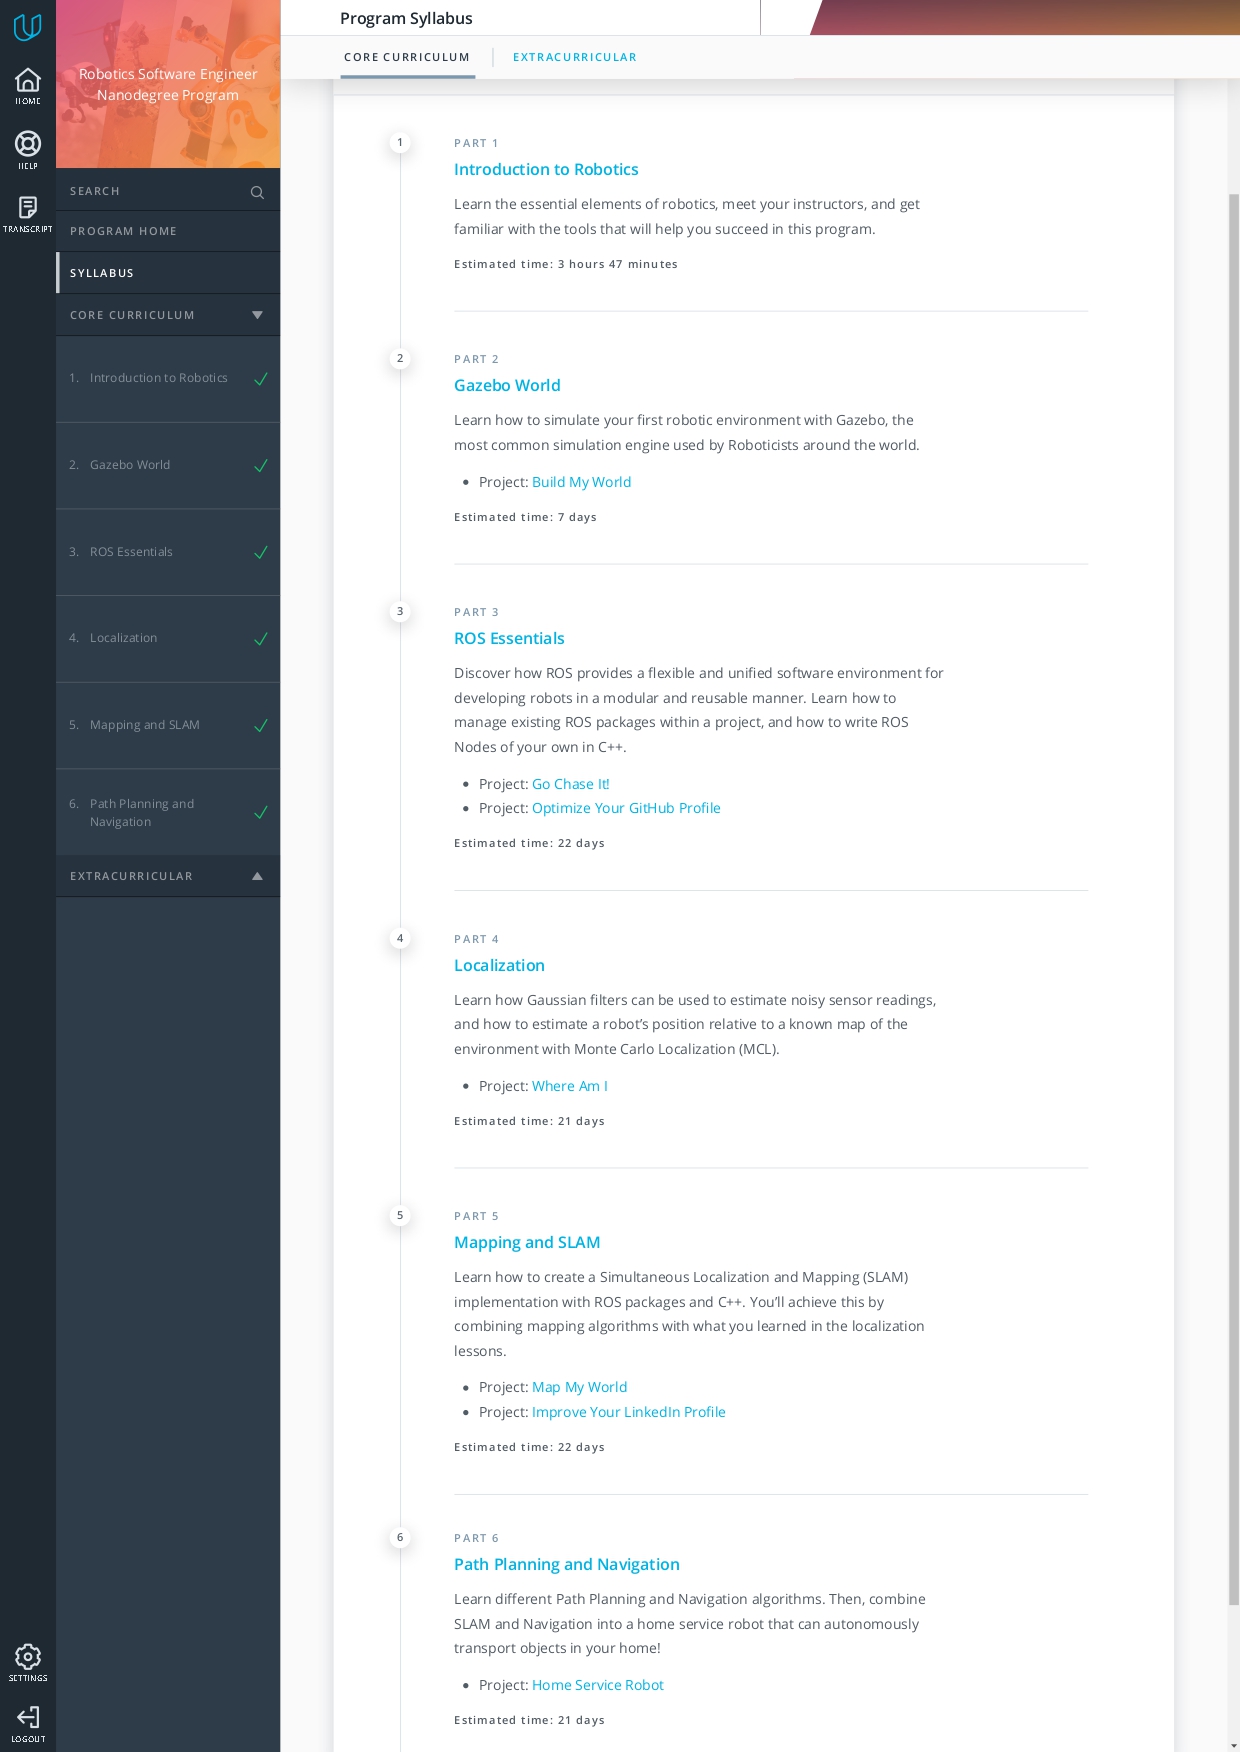 HOME
HELP
TRANSCRIPT
SETTINGS
LOGOUT
Robotics Software Engineer
Nanodegree Program
SEARCH
PROGRAM HOME
SYLLABUS
CORE CURRICULUM
1. Introduction to Robotics
2. Gazebo World
3. ROS Essentials
4. Localization
5. Mapping and SLAM
6. Path Planning and
Navigation
EXTRACURRICULAR
Program Syllabus
CORE CURRICULUM
EXTRACURRICULAR
1
PART 1
Introduction to Robotics
Learn the essential elements of robotics, meet your instructors, and get
familiar with the tools that will help you succeed in this program.
Estimated time: 3 hours 47 minutes
2
PART 2
Gazebo World
Learn how to simulate your first robotic environment with Gazebo, the
most common simulation engine used by Roboticists around the world.
Project: Build My World
Estimated time: 7 days
3
PART 3
ROS Essentials
Discover how ROS provides a flexible and unified software environment for
developing robots in a modular and reusable manner. Learn how to
manage existing ROS packages within a project, and how to write ROS
Nodes of your own in C++.
Project: Go Chase It!
Project: Optimize Your GitHub Profile
Estimated time: 22 days
4
PART 4
Localization
Learn how Gaussian filters can be used to estimate noisy sensor readings,
and how to estimate a robot’s position relative to a known map of the
environment with Monte Carlo Localization (MCL).
Project: Where Am I
Estimated time: 21 days
5
PART 5
Mapping and SLAM
Learn how to create a Simultaneous Localization and Mapping (SLAM)
implementation with ROS packages and C++. You’ll achieve this by
combining mapping algorithms with what you learned in the localization
lessons.
Project: Map My World
Project: Improve Your LinkedIn Profile
Estimated time: 22 days
6
PART 6
Path Planning and Navigation
Learn different Path Planning and Navigation algorithms. Then, combine
SLAM and Navigation into a home service robot that can autonomously
transport objects in your home!
Project: Home Service Robot
Estimated time: 21 days